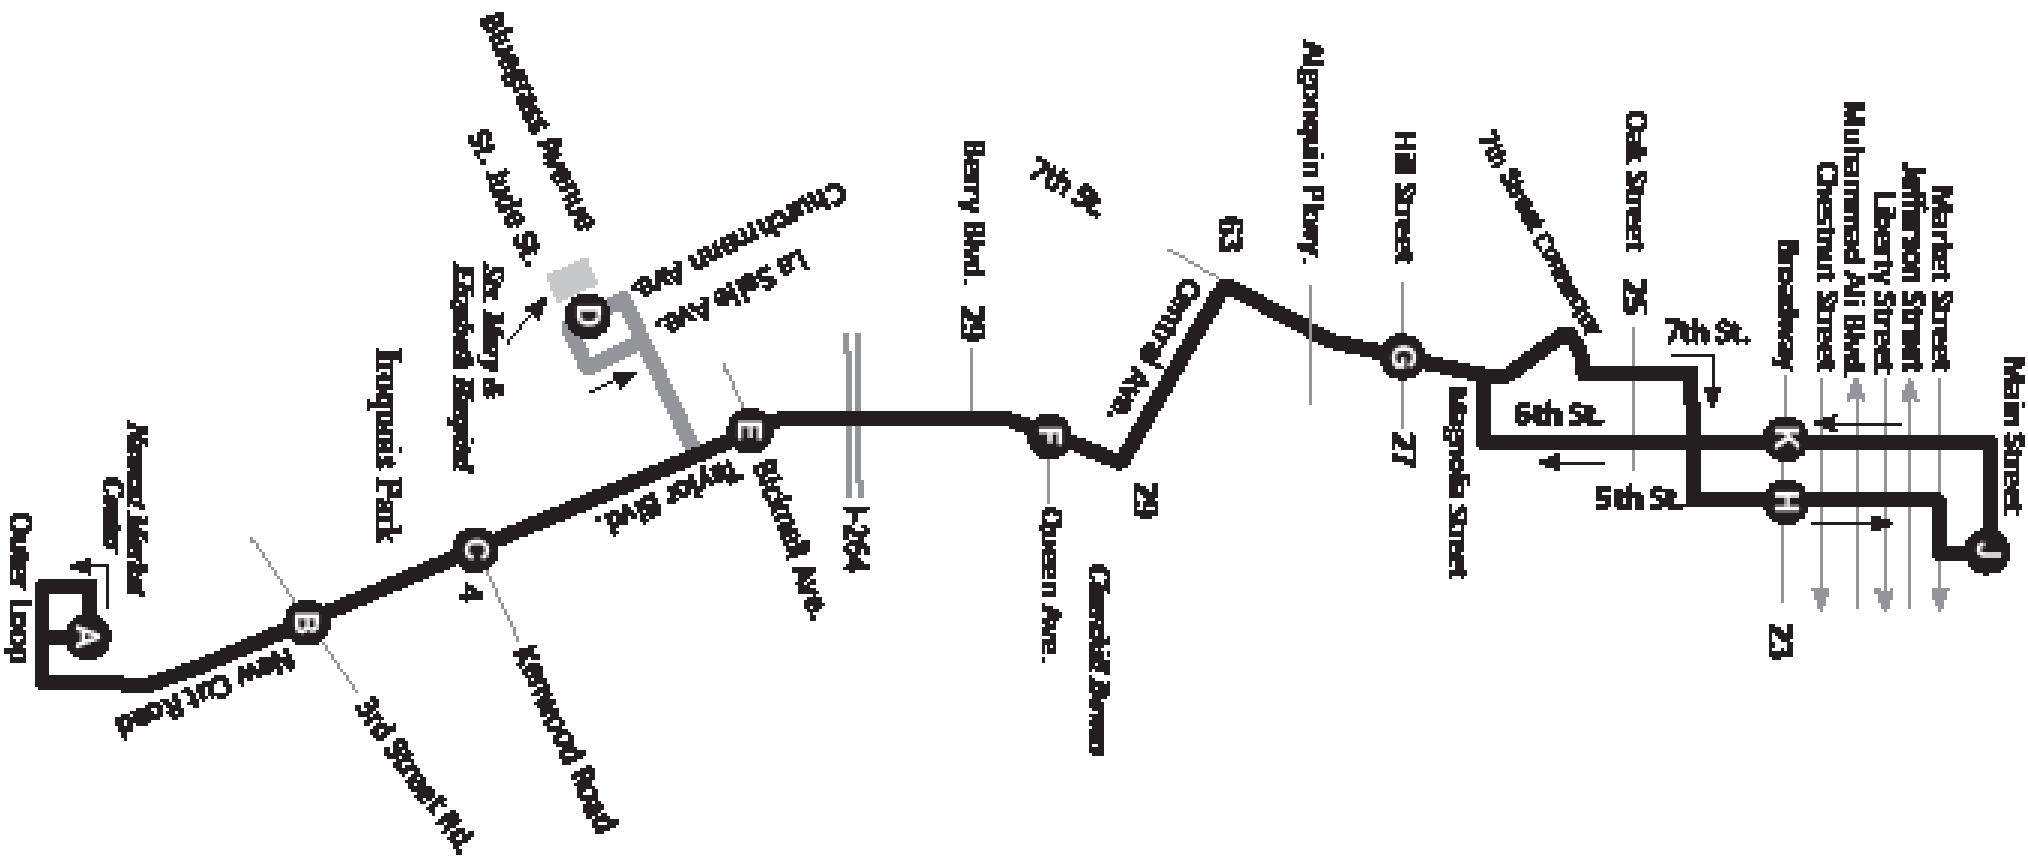 Main Street
Market Street
Jefferson Street
Liberty Street
Muhammad Ali Blvd
Chestnut Street
Broadway
23
J
K
H
7th St.
6th St.
5th St.
Oak Street 25
7th Street Connector
Magnolia Street
Hill Street
G
27
Algonquin Pkwy.
63
Central Ave.
7th St.
29
Churchill Downs
F
Queen Ave.
Berry Blvd. 29
I-264
E
Bluegrass Avenue
St. Jude St.
Churchmann Ave.
La Salle Ave.
D
Sts. Mary &
Elizabeth Hospital
Taylor Blvd.
Bicknell Ave.
Iroquois Park
C
4
Kenwood Road
B
Old 3rd Street Rd
New Cut Road
Center
A
Outer Loop